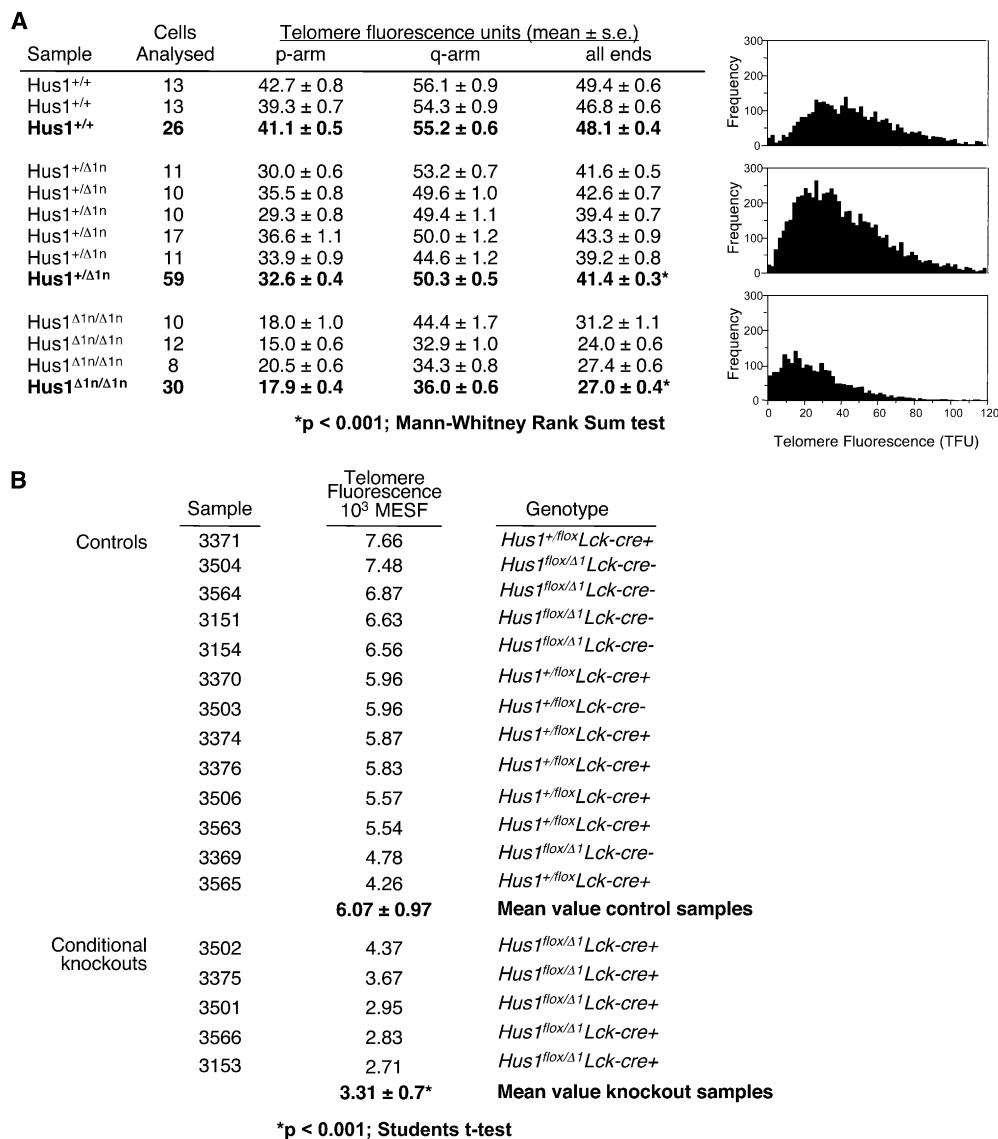 A
Cells Telomere fluorescence units (mean ± s.e.)
Sample Analysed p-arm q-arm all ends
Hus1+/+ 13 42.7 ± 0.8 56.1 ± 0.9 49.4 ± 0.6
Hus1+/+ 13 39.3 ± 0.7 54.3 ± 0.9 46.8 ± 0.6
Hus1+/+ 26 41.1 ± 0.5 55.2 ± 0.6 48.1 ± 0.4
Hus1+/Δ1n 11 30.0 ± 0.6 53.2 ± 0.7 41.6 ± 0.5
Hus1+/Δ1n 10 35.5 ± 0.8 49.6 ± 1.0 42.6 ± 0.7
Hus1+/Δ1n 10 29.3 ± 0.8 49.4 ± 1.1 39.4 ± 0.7
Hus1+/Δ1n 17 36.6 ± 1.1 50.0 ± 1.2 43.3 ± 0.9
Hus1+/Δ1n 11 33.9 ± 0.9 44.6 ± 1.2 39.2 ± 0.8
Hus1+/Δ1n 59 32.6 ± 0.4 50.3 ± 0.5 41.4 ± 0.3*
Hus1Δ1n/Δ1n 10 18.0 ± 1.0 44.4 ± 1.7 31.2 ± 1.1
Hus1Δ1n/Δ1n 12 15.0 ± 0.6 32.9 ± 1.0 24.0 ± 0.6
Hus1Δ1n/Δ1n 8 20.5 ± 0.6 34.3 ± 0.8 27.4 ± 0.6
Hus1Δ1n/Δ1n 30 17.9 ± 0.4 36.0 ± 0.6 27.0 ± 0.4*
*p < 0.001; Mann-Whitney Rank Sum test
Frequency
300
200
100
0
Frequency
300
200
100
0
Frequency
300
200
100
0
0 20 40 60 80 100 120
Telomere Fluorescence (TFU)
B
Telomere
Fluorescence
Sample 10³ MESF Genotype
Controls 3371 7.66 Hus1+/floxLck-cre+
3504 7.48 Hus1flox/Δ1Lck-cre-
3564 6.87 Hus1flox/Δ1Lck-cre-
3151 6.63 Hus1flox/Δ1Lck-cre-
3154 6.56 Hus1flox/Δ1Lck-cre-
3370 5.96 Hus1+/floxLck-cre+
3503 5.96 Hus1+/floxLck-cre-
3374 5.87 Hus1+/floxLck-cre+
3376 5.83 Hus1+/floxLck-cre+
3506 5.57 Hus1+/floxLck-cre+
3563 5.54 Hus1+/floxLck-cre+
3369 4.78 Hus1flox/Δ1Lck-cre-
3565 4.26 Hus1+/floxLck-cre+
6.07 ± 0.97 Mean value control samples
Conditional
knockouts
3502 4.37 Hus1flox/Δ1Lck-cre+
3375 3.67 Hus1flox/Δ1Lck-cre+
3501 2.95 Hus1flox/Δ1Lck-cre+
3566 2.83 Hus1flox/Δ1Lck-cre+
3153 2.71 Hus1flox/Δ1Lck-cre+
3.31 ± 0.7* Mean value knockout samples
*p < 0.001; Students t-test